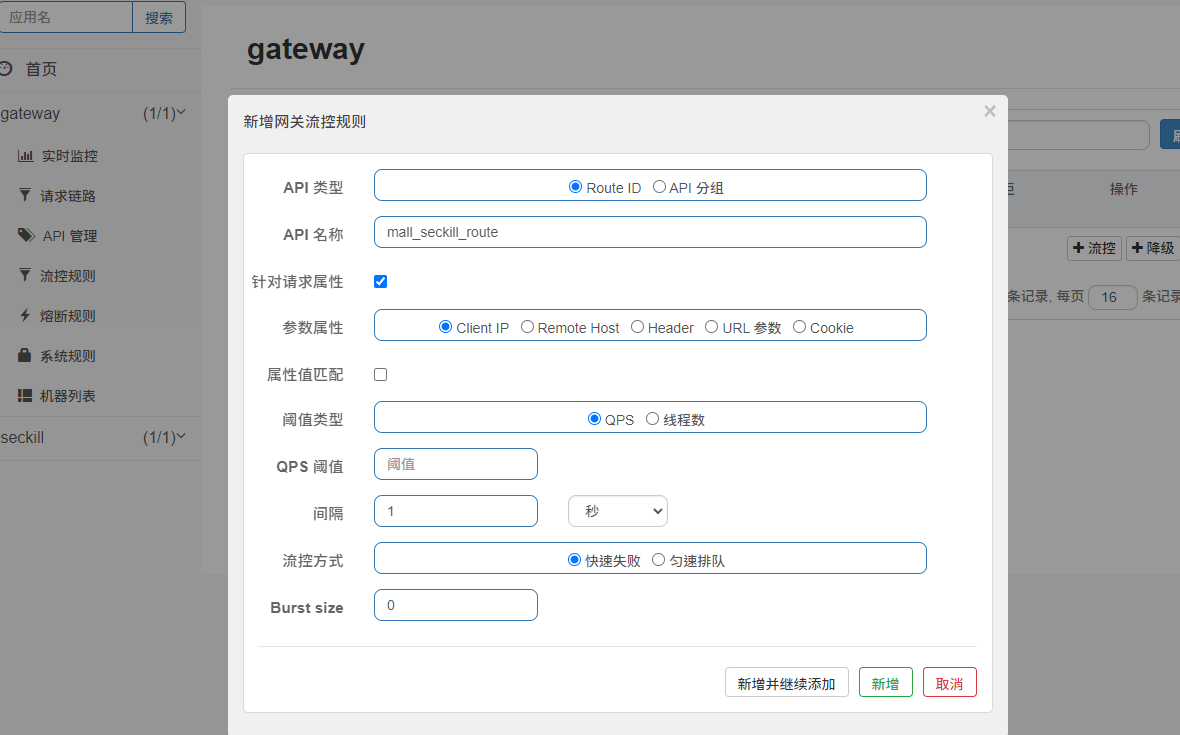 应用名 搜索
gateway
首页
gateway (1/1)
实时监控
请求链路
API 管理
流控规则
熔断规则
系统规则
机器列表
seckill (1/1)
新增网关流控规则 ×
API 类型 Route ID API 分组
API 名称 mall_seckill_route
针对请求属性
参数属性 Client IP Remote Host Header URL 参数 Cookie
属性值匹配
阈值类型 QPS 线程数
QPS 阈值 阈值
间隔 1 秒
流控方式 快速失败 匀速排队
Burst size 0
新增并继续添加 新增 取消
操作
流控 降级
条记录, 每页 16 条记录